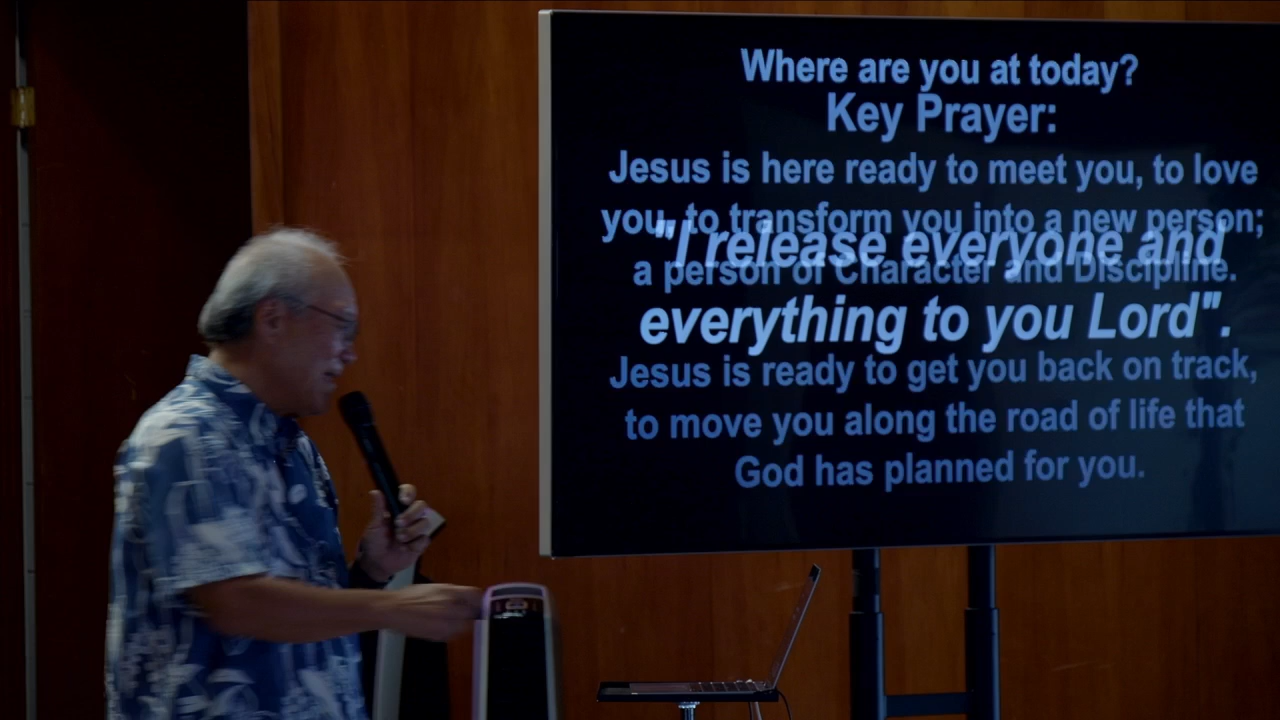 Where are you at today?
Key Prayer:
Jesus is here ready to meet you, to love
you, to transform you into a new person;
"I release everyone and
a person of Character and Discipline.
everything to you Lord".
Jesus is ready to get you back on track,
to move you along the road of life that
God has planned for you.